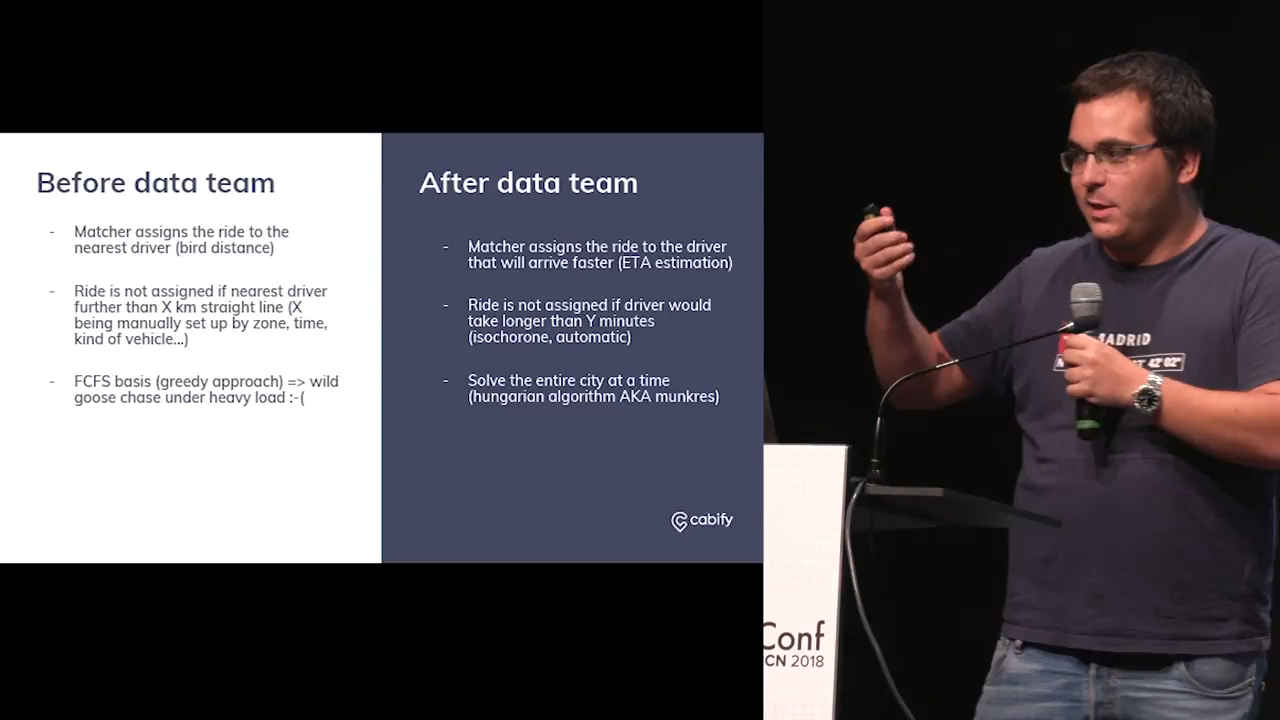 Before data team
- Matcher assigns the ride to the
nearest driver (bird distance)
- Ride is not assigned if nearest driver
further than X km straight line (X
being manually set up by zone, time,
kind of vehicle...)
- FCFS basis (greedy approach) => wild
goose chase under heavy load :-(
After data team
- Matcher assigns the ride to the driver
that will arrive faster (ETA estimation)
- Ride is not assigned if driver would
take longer than Y minutes
(isochorone, automatic)
- Solve the entire city at a time
(hungarian algorithm AKA munkres)
cabify
MADRID
42' 02"
Conf
CN 2018